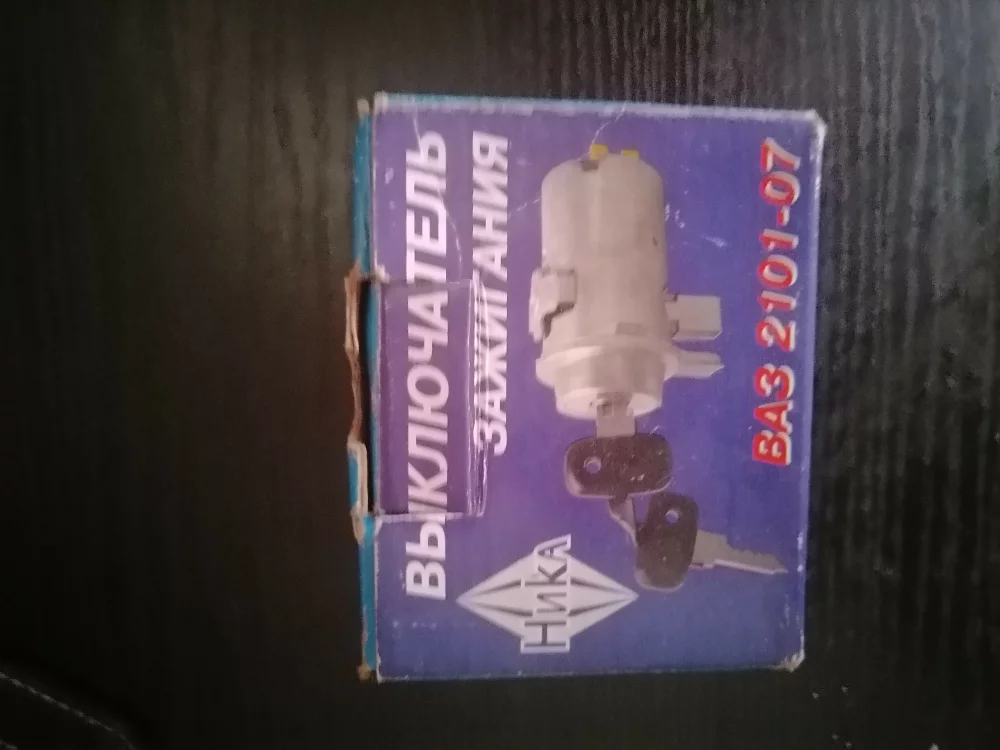 ВЫКЛЮЧАТЕЛЬ
ЗАЖИГАНИЯ
Ника
ВАЗ 2101-07